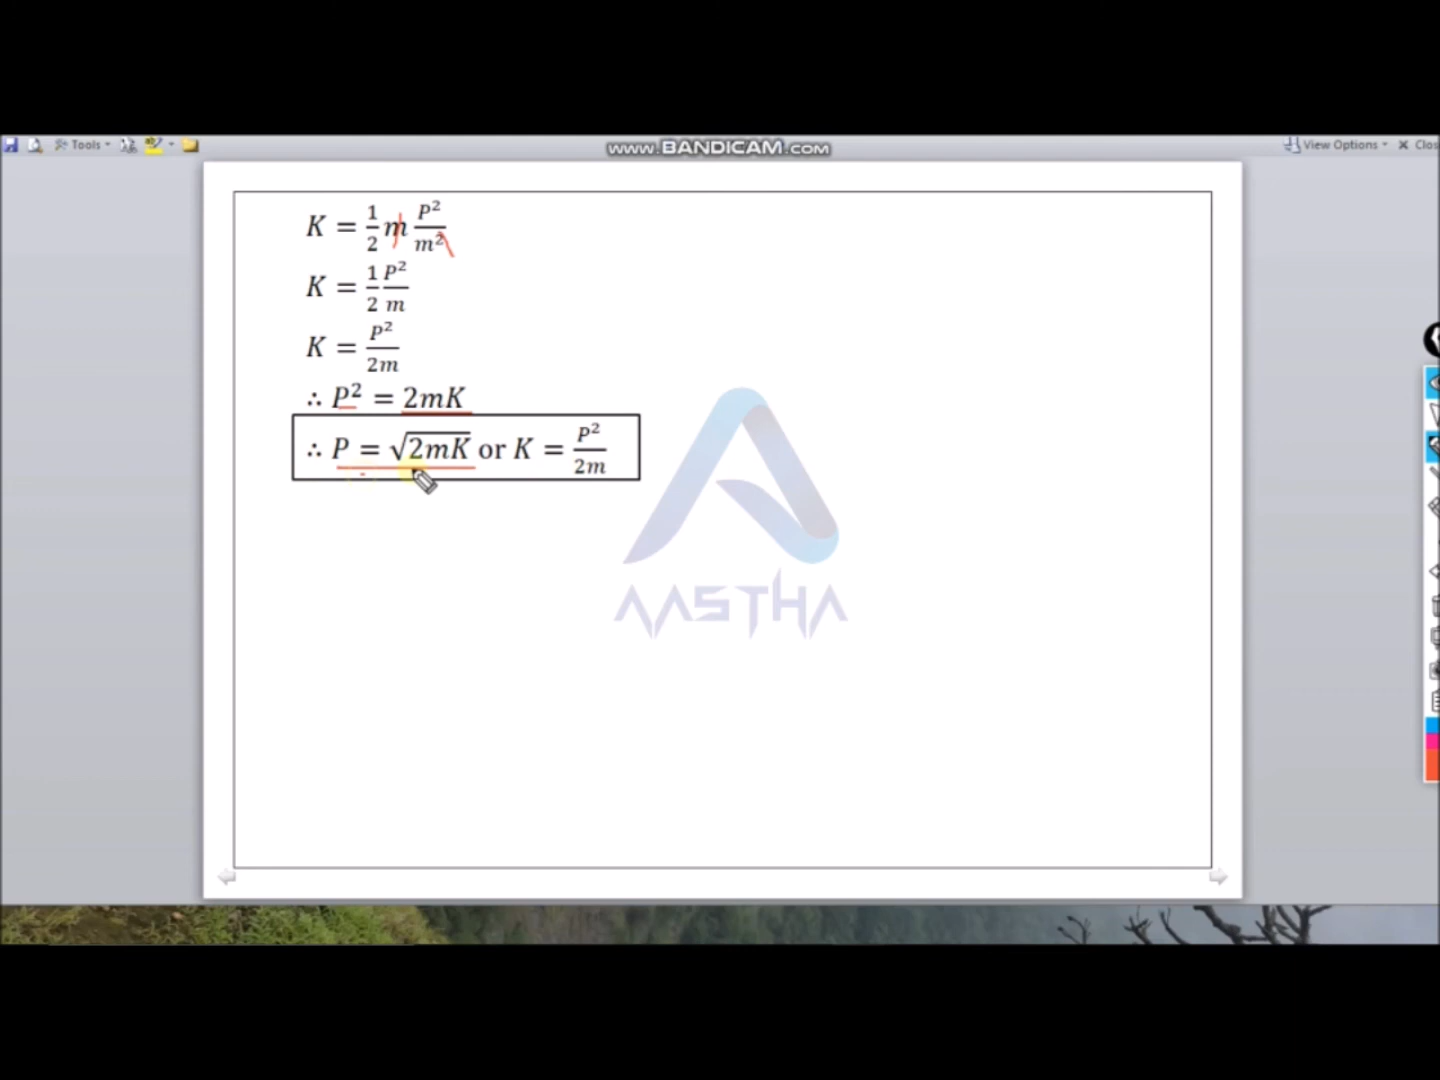 Tools
www.BANDICAM.com
View Options
Clos
K = 1/2 m P²/m²
K = 1/2 P²/m
K = P²/2m
∴ P² = 2mK
∴ P = √2mK or K = P²/2m
AASTHA